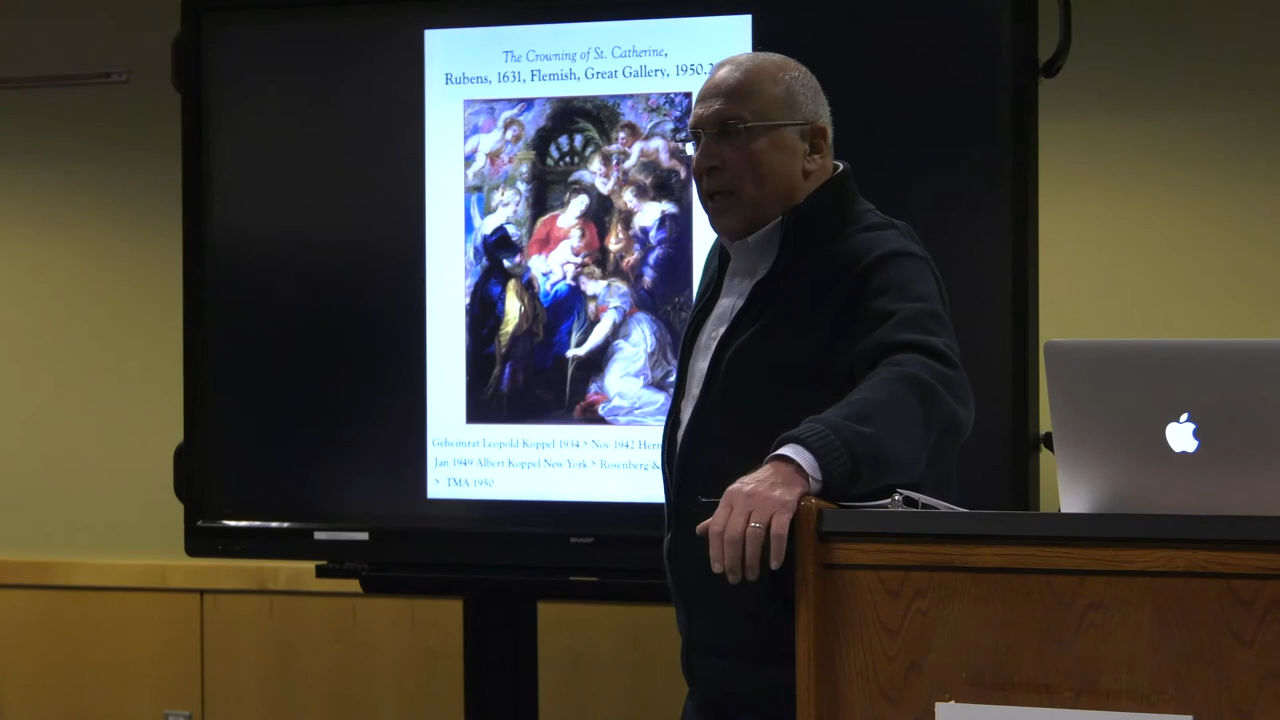 The Crowning of St. Catherine,
Rubens, 1631, Flemish, Great Gallery, 1950.
Geheimrat Leopold Koppel 1934 > Nov 1942
Jan 1949 Albert Koppel New York > Rosenberg &
> TMA 1950
SHARP